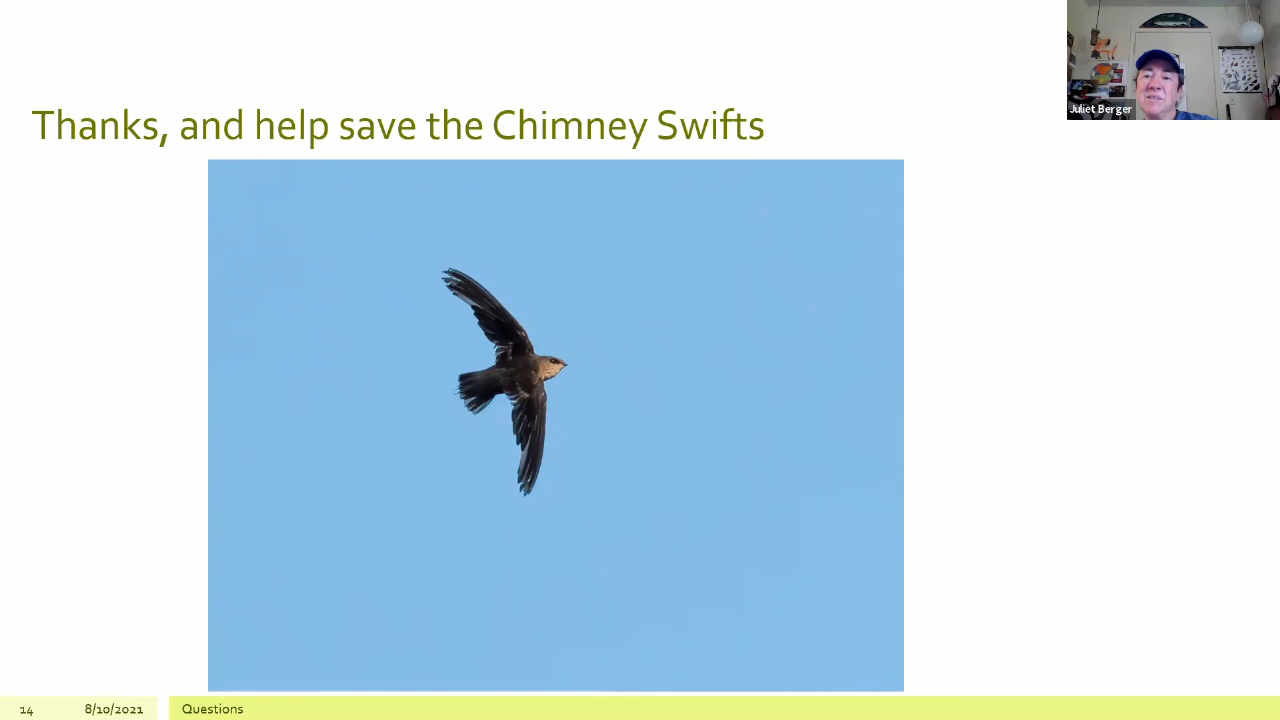 Juliet Berger
Thanks, and help save the Chimney Swifts
14
8/10/2021
Questions